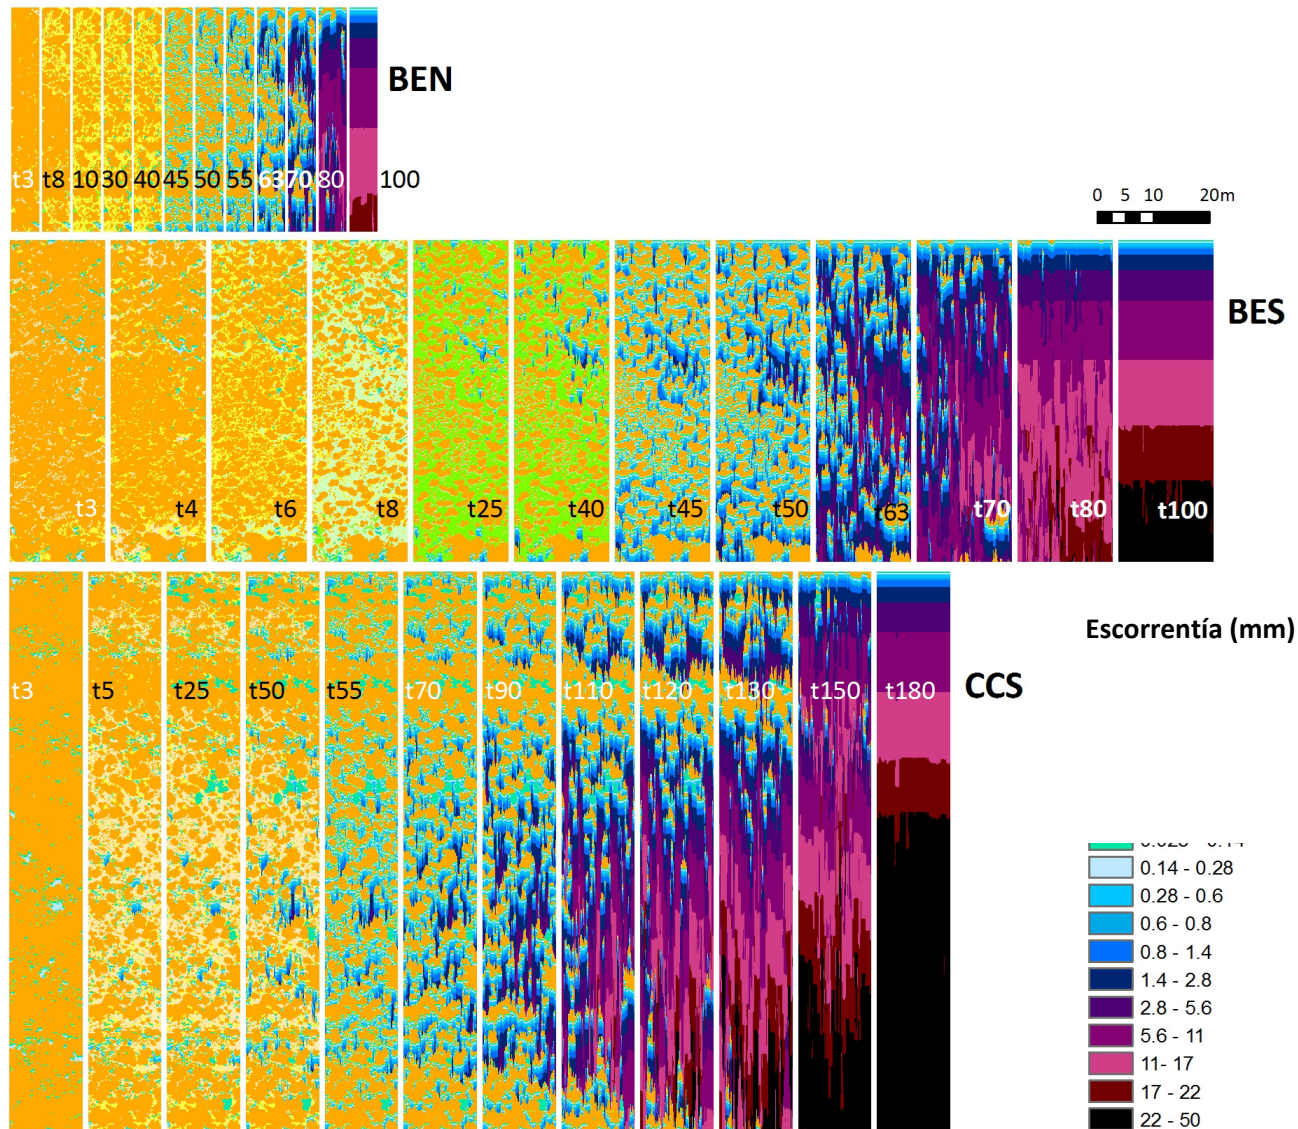 BEN
t3 t8 10 30 40 45 50 55 63 70 80 100
0 5 10 20m
BES
t3 t4 t6 t8 t25 t40 t45 t50 t63 t70 t80 t100
Escorrentía (mm)
t3 t5 t25 t50 t55 t70 t90 t110 t120 t130 t150 t180 CCS
0.14 - 0.28
0.28 - 0.6
0.6 - 0.8
0.8 - 1.4
1.4 - 2.8
2.8 - 5.6
5.6 - 11
11- 17
17 - 22
22 - 50